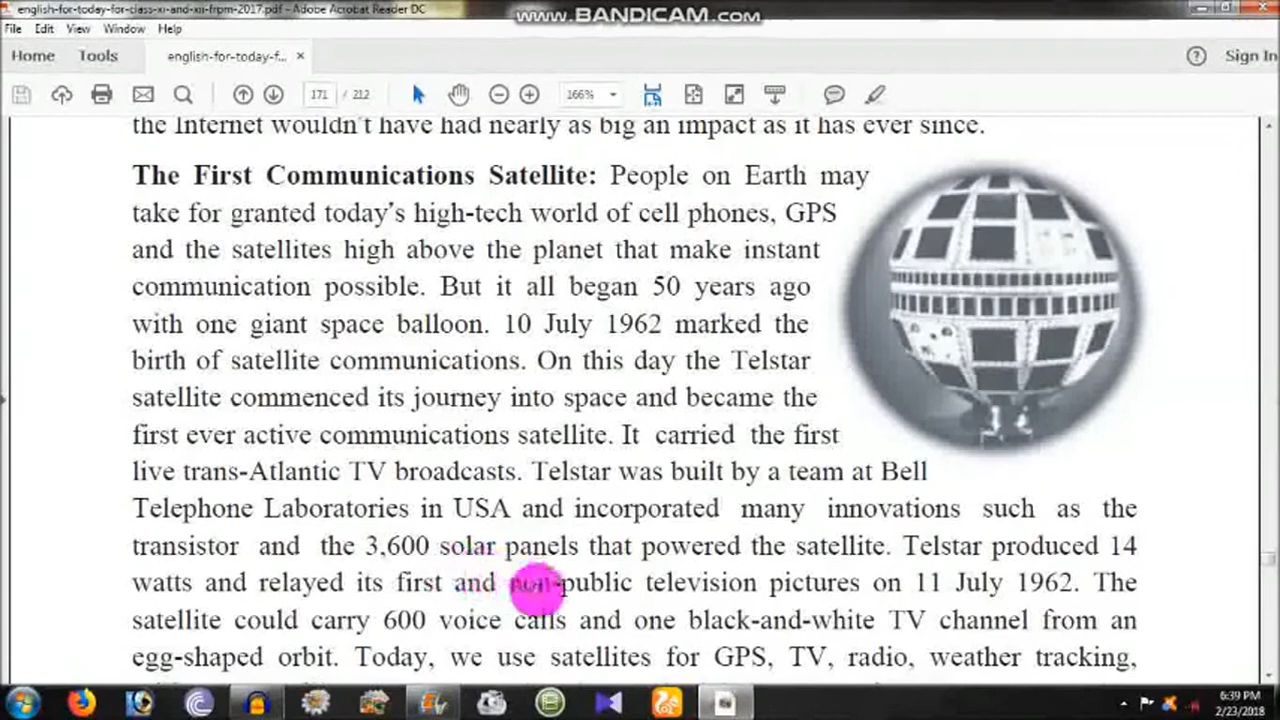 english-for-today-for-class-xi-and-xii-frpm-2017.pdf - Adobe Acrobat Reader DC
www.BANDICAM.com
File Edit View Window Help
Home Tools english-for-today-f... × Sign In
171 / 212 166%
the Internet wouldn't have had nearly as big an impact as it has ever since.
The First Communications Satellite: People on Earth may
take for granted today's high-tech world of cell phones, GPS
and the satellites high above the planet that make instant
communication possible. But it all began 50 years ago
with one giant space balloon. 10 July 1962 marked the
birth of satellite communications. On this day the Telstar
satellite commenced its journey into space and became the
first ever active communications satellite. It carried the first
live trans-Atlantic TV broadcasts. Telstar was built by a team at Bell
Telephone Laboratories in USA and incorporated many innovations such as the
transistor and the 3,600 solar panels that powered the satellite. Telstar produced 14
watts and relayed its first and non-public television pictures on 11 July 1962. The
satellite could carry 600 voice calls and one black-and-white TV channel from an
egg-shaped orbit. Today, we use satellites for GPS, TV, radio, weather tracking,
6:39 PM
2/23/2018